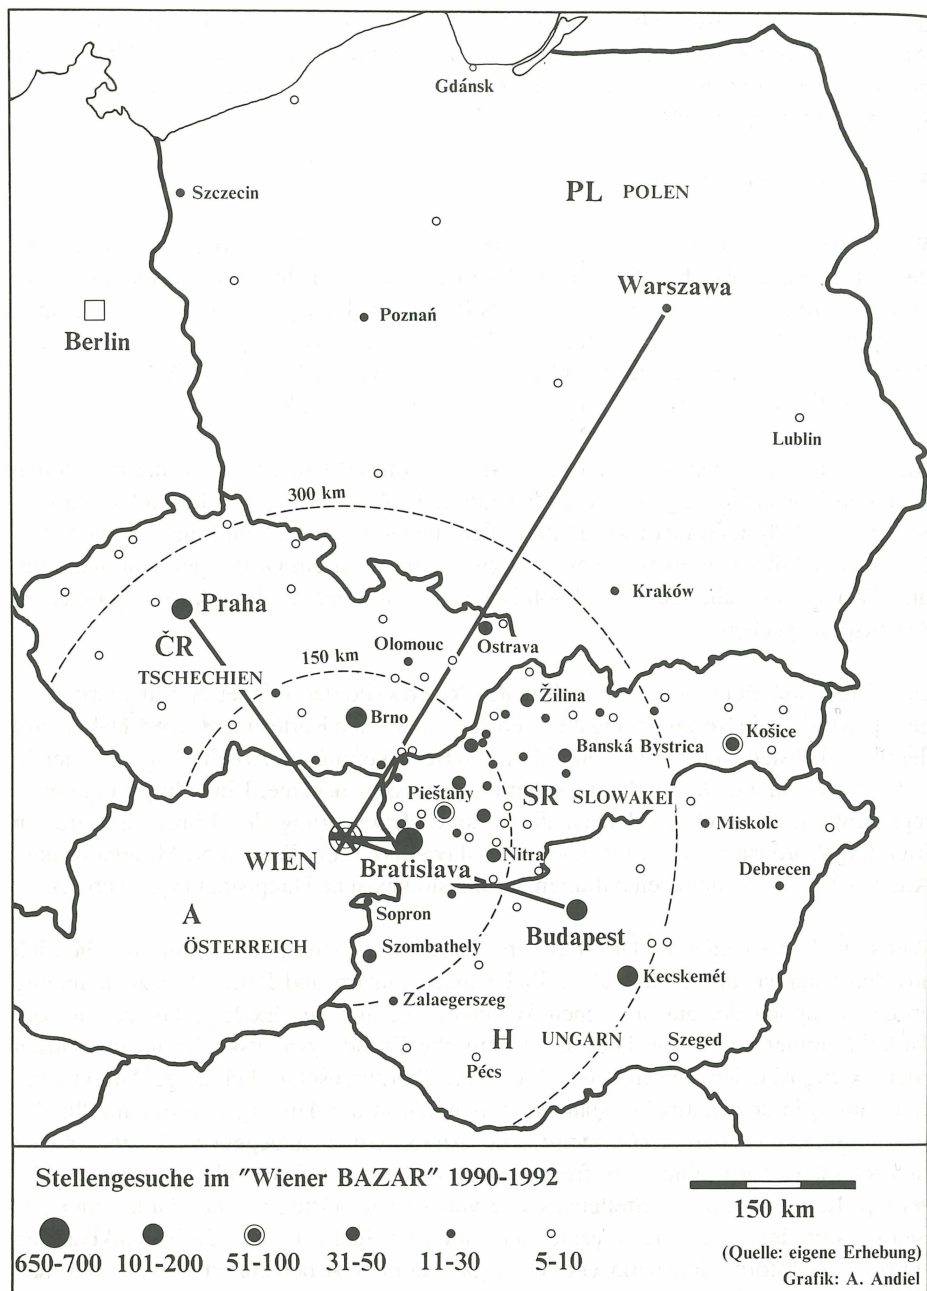 Gdánsk
Szczecin
PL POLEN
Warszawa
Berlin
Poznań
Lublin
300 km
Praha
Kraków
ČR
Olomouc
Ostrava
TSCHECHIEN
150 km
Žilina
Brno
Košice
Banská Bystrica
Pieštany
SR SLOWAKEI
Miskolc
WIEN
Bratislava
Nitra
Debrecen
A
Sopron
ÖSTERREICH
Budapest
Szombathely
Kecskemét
Zalaegerszeg
H UNGARN
Szeged
Pécs
Stellengesuche im "Wiener BAZAR" 1990-1992
150 km
650-700 101-200 51-100 31-50 11-30 5-10
(Quelle: eigene Erhebung)
Grafik: A. Andiel